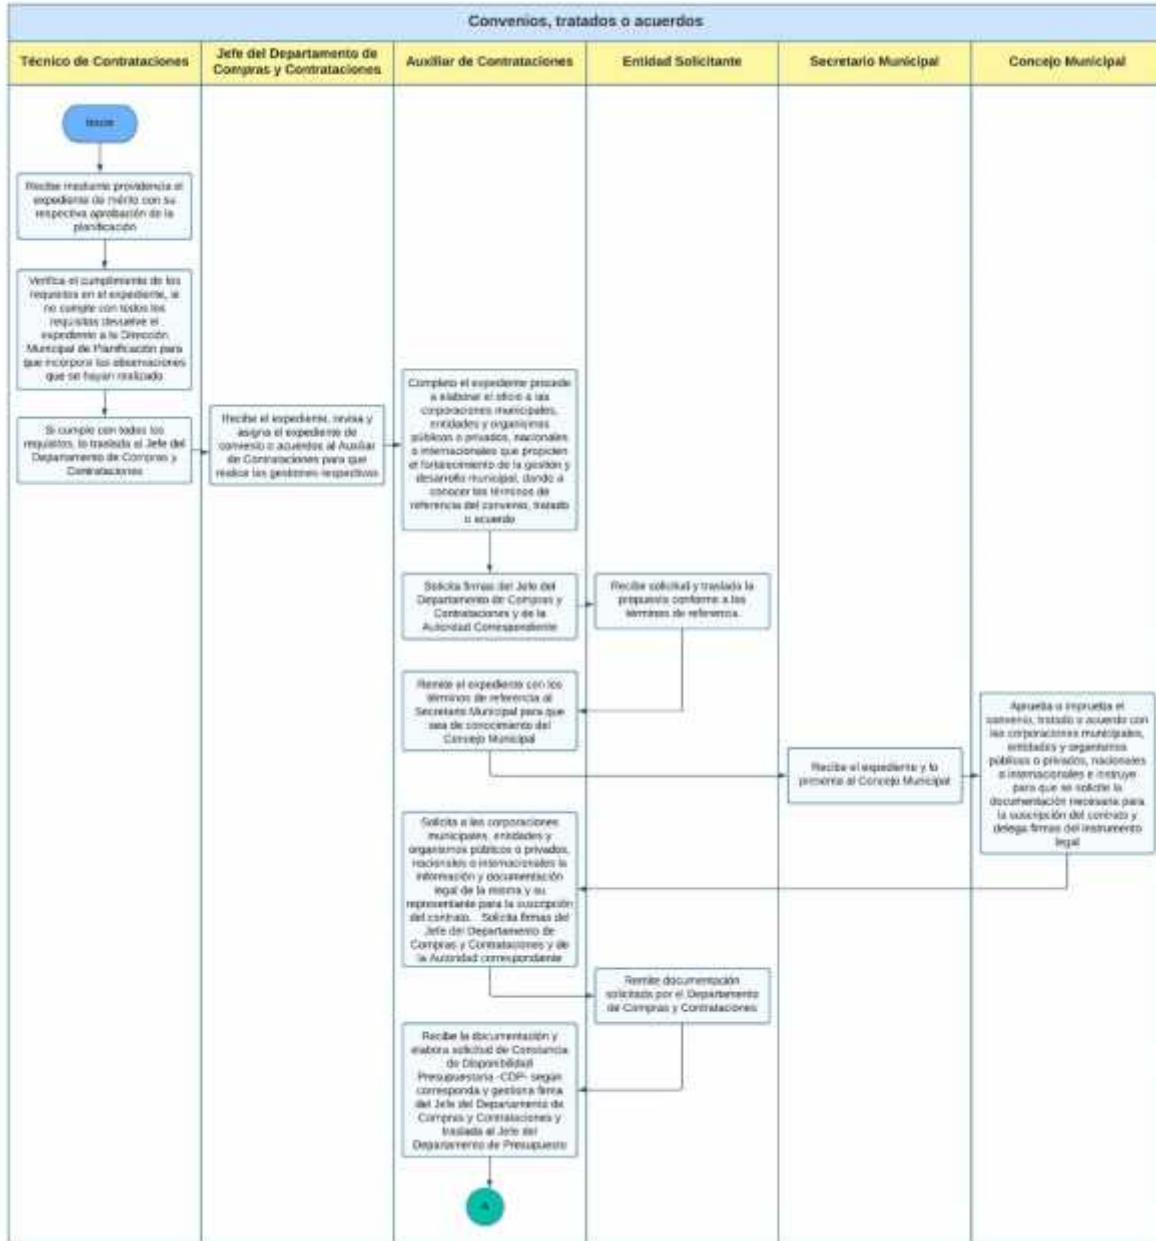 Convenios, tratados o acuerdos
Técnico de Contrataciones
Jefe del Departamento de
Compras y Contrataciones
Auxiliar de Contrataciones
Entidad Solicitante
Secretario Municipal
Concejo Municipal
Inicio
Recibe mediante providencia el
expediente de mérito con su
respectiva aprobación de la
planificación
Verifica el cumplimiento de los
requisitos en el expediente, si
no cumple con todos los
requisitos devuelve el
expediente a la Dirección
Municipal de Planificación para
que incorpore las observaciones
que se hayan realizado
Si cumple con todos los
requisitos, lo traslada al Jefe del
Departamento de Compras y
Contrataciones
Recibe el expediente, revisa y
asigna el expediente de
convenio o acuerdos al Auxiliar
de Contrataciones para que
realice las gestiones respectivas
Completo el expediente procede
a elaborar el oficio a las
corporaciones municipales,
entidades y organismos
públicos o privados, nacionales
o internacionales que propicien
el fortalecimiento de la gestión y
desarrollo municipal, dando a
conocer los términos de
referencia del convenio, tratado
o acuerdo
Solicita firmas del Jefe del
Departamento de Compras y
Contrataciones y de la
Autoridad Correspondiente
Recibe solicitud y traslada la
propuesta conforme a los
términos de referencia.
Remite el expediente con los
términos de referencia al
Secretario Municipal para que
sea de conocimiento del
Concejo Municipal
Recibe el expediente y lo
presenta al Concejo Municipal
Aprueba o imprueba el
convenio, tratado o acuerdo con
las corporaciones municipales,
entidades y organismos
públicos o privados, nacionales
o internacionales e instruye
para que se solicite la
documentación necesaria para
la suscripción del contrato y
delega firmas del instrumento
legal
Solicita a las corporaciones
municipales, entidades y
organismos públicos o privados,
nacionales o internacionales la
información y documentación
legal de la misma y su
representante para la suscripción
del contrato. Solicita firmas del
Jefe del Departamento de
Compras y Contrataciones y de
la Autoridad correspondiente
Remite documentación
solicitada por el Departamento
de Compras y Contrataciones
Recibe la documentación y
elabora solicitud de Constancia
de Disponibilidad
Presupuestaria -CDP- según
corresponda y gestiona firma
del Jefe del Departamento de
Compras y Contrataciones y
traslada al Jefe del
Departamento de Presupuesto
A